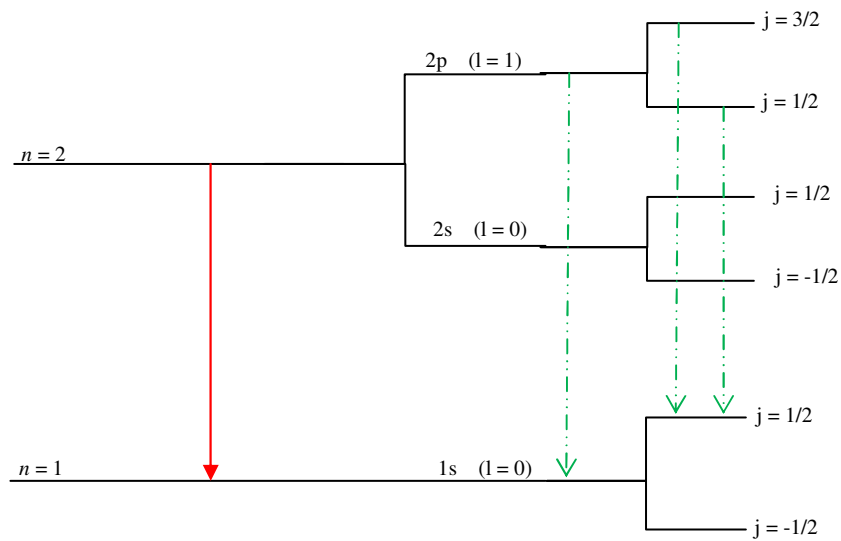 j = 3/2
2p (l = 1)
j = 1/2
n = 2
j = 1/2
2s (l = 0)
j = -1/2
j = 1/2
n = 1
1s (l = 0)
j = -1/2